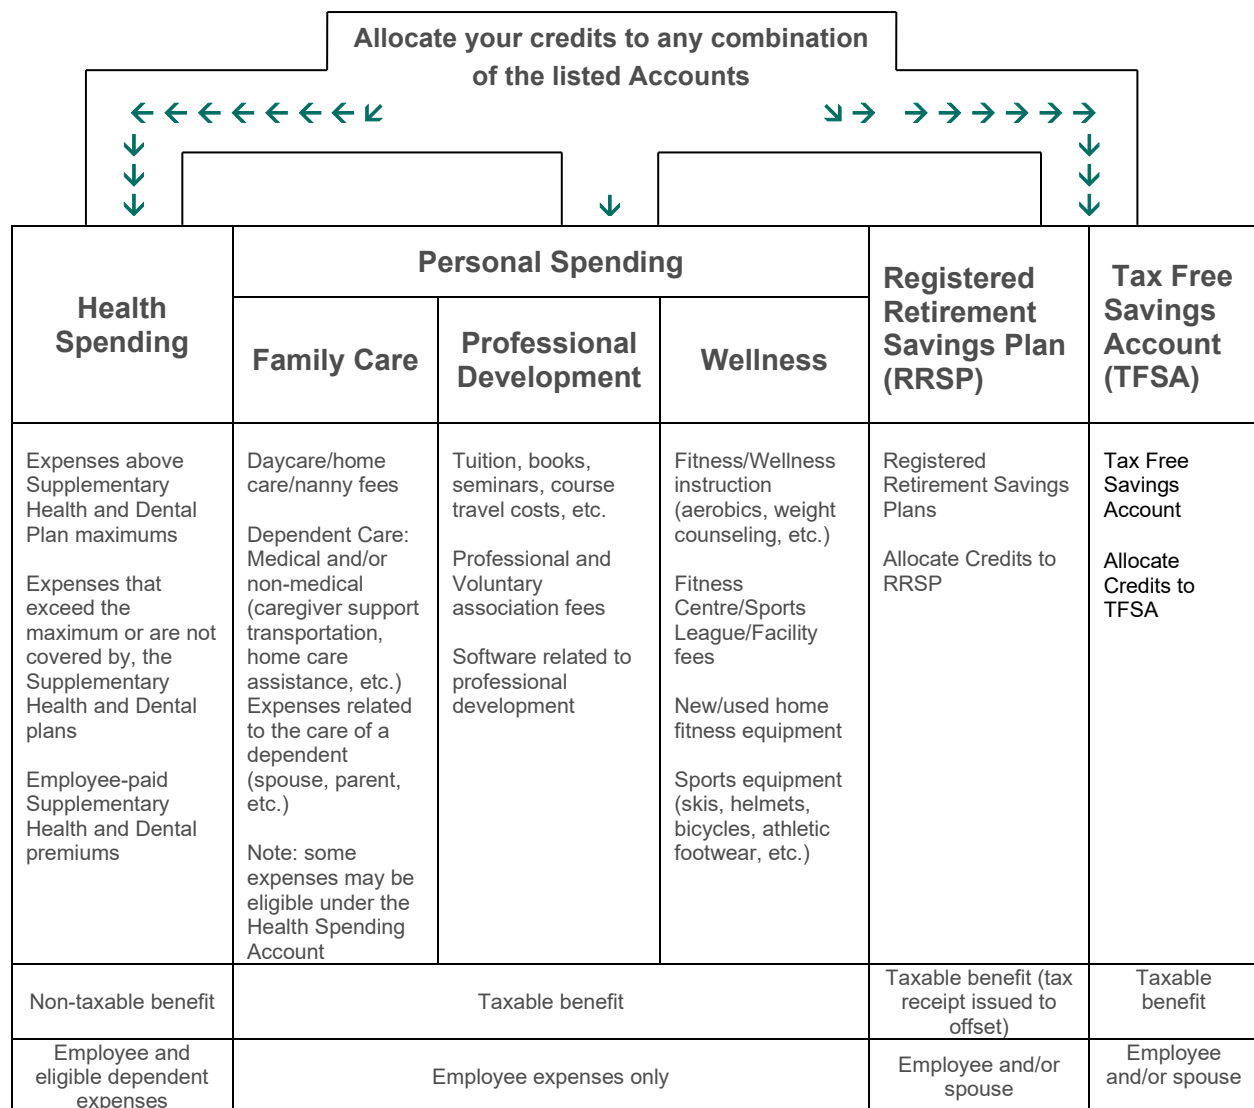 Allocate your credits to any combination
of the listed Accounts
Health
Spending
Personal Spending
Family Care
Professional
Development
Wellness
Registered
Retirement
Savings Plan
(RRSP)
Tax Free
Savings
Account
(TFSA)
Expenses above
Supplementary
Health and Dental
Plan maximums
Expenses that
exceed the
maximum or are not
covered by, the
Supplementary
Health and Dental
plans
Employee-paid
Supplementary
Health and Dental
premiums
Daycare/home
care/nanny fees
Dependent Care:
Medical and/or
non-medical
(caregiver support
transportation,
home care
assistance, etc.)
Expenses related
to the care of a
dependent
(spouse, parent,
etc.)
Note: some
expenses may be
eligible under the
Health Spending
Account
Tuition, books,
seminars, course
travel costs, etc.
Professional and
Voluntary
association fees
Software related to
professional
development
Fitness/Wellness
instruction
(aerobics, weight
counseling, etc.)
Fitness
Centre/Sports
League/Facility
fees
New/used home
fitness equipment
Sports equipment
(skis, helmets,
bicycles, athletic
footwear, etc.)
Registered
Retirement Savings
Plans
Allocate Credits to
RRSP
Tax Free
Savings
Account
Allocate
Credits to
TFSA
Non-taxable benefit
Taxable benefit
Taxable benefit (tax
receipt issued to
offset)
Taxable
benefit
Employee and
eligible dependent
expenses
Employee expenses only
Employee and/or
spouse
Employee
and/or spouse